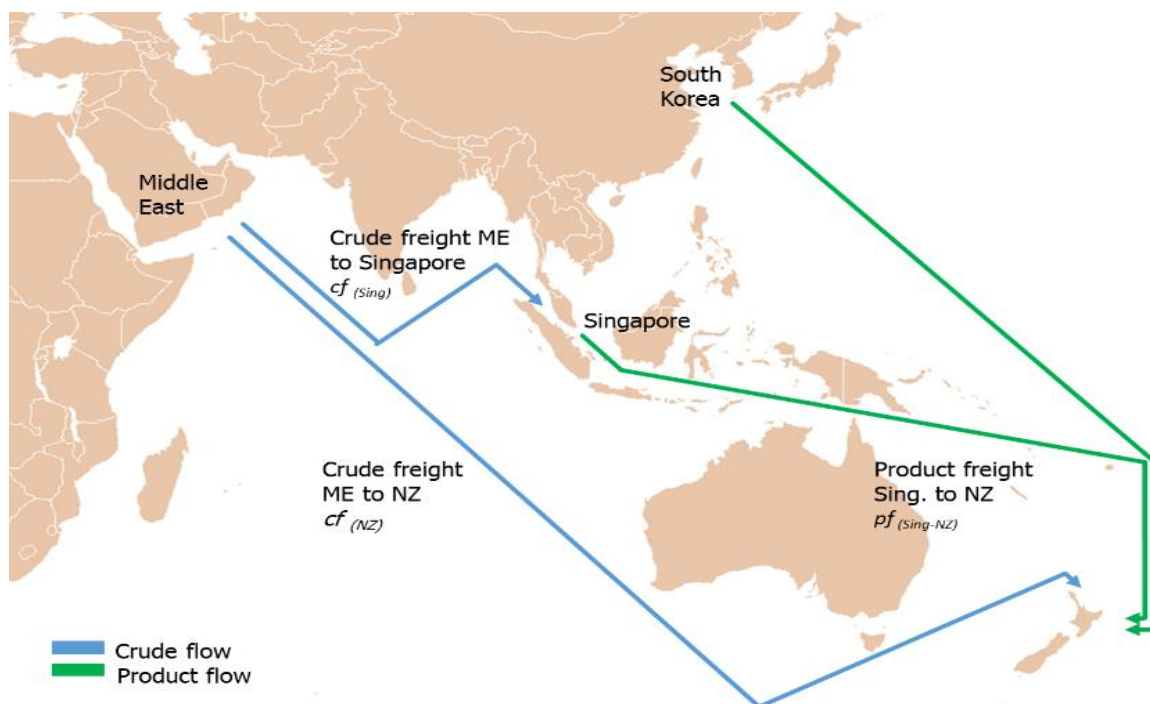 South
Korea
Middle
East
Crude freight ME
to Singapore
cf (Sing)
Singapore
Crude freight
ME to NZ
cf (NZ)
Product freight
Sing. to NZ
pf (Sing-NZ)
Crude flow
Product flow